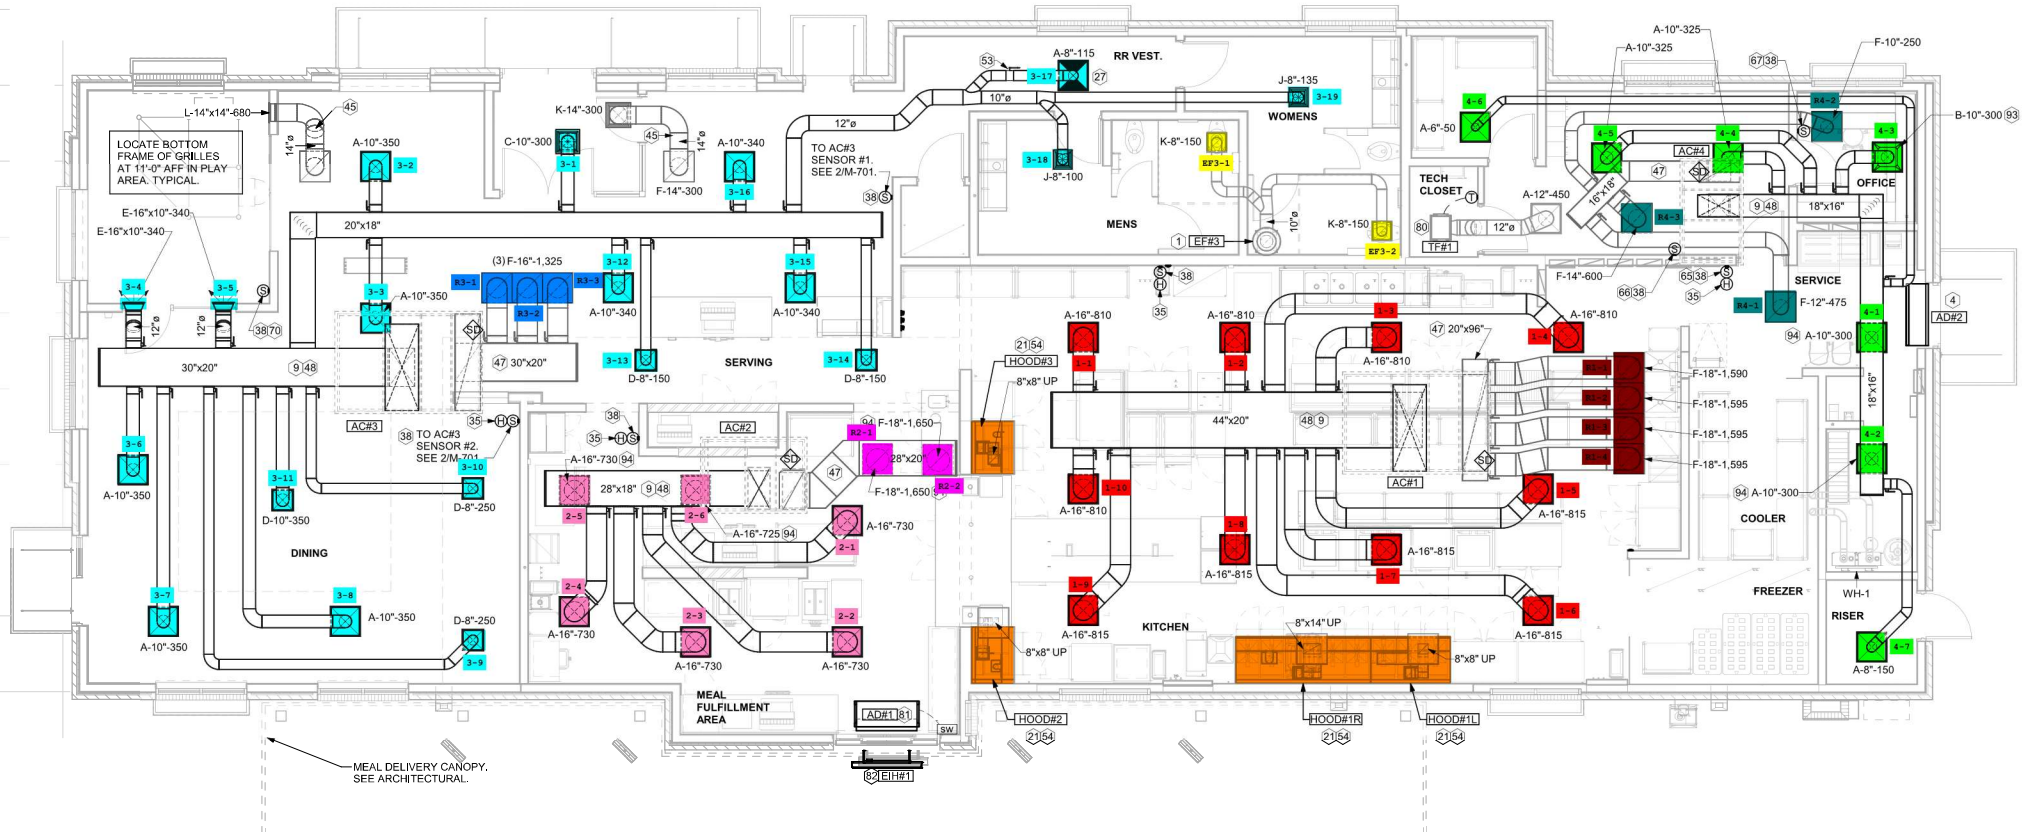 A-10"-325
A-10"-325
F-10"-250
A-8"-115
RR VEST.
53
3-17
27
67 38
J-8"-135
3-19
WOMENS
10"ø
L-14"x14"-680
45
K-14"-300
45
14"ø
14"ø
12"ø
4-6
A-6"-50
R4-2
4-5
4-4
4-3
B-10"-300 93
AC#4
OFFICE
LOCATE BOTTOM
FRAME OF GRILLES
AT 11'-0" AFF IN PLAY
AREA. TYPICAL.
A-10"-350
3-2
C-10"-300
3-1
A-10"-340
3-16
F-14"-300
TO AC#3
SENSOR #1.
SEE 2/M-701.
38 S
3-18
J-8"-100
K-8"-150
EF3-1
TECH
CLOSET
T
A-12"-450
47
SD
16"x18"
9 48
18"x16"
E-16"x10"-340
E-16"x10"-340
20"x18"
MENS
10"ø
K-8"-150
EF3-2
1 EF#3
80
TF#1
12"ø
R4-3
F-14"-600
S
66 38
65 38
S
H
35
SERVICE
(3) F-16"-1,325
R3-1
R3-3
R3-2
3-12
A-10"-340
3-15
A-10"-340
S
38
H
35
R4-1
F-12"-475
3-4
3-5
S
38 70
12"ø
12"ø
3-3
A-10"-350
4
AD#2
4-1
94 A-10"-300
30"x20"
9 48
SD
47 30"x20"
3-13
D-8"-150
SERVING
3-14
D-8"-150
A-16"-810
1-1
A-16"-810
1-2
1-3
A-16"-810
1-4
A-16"-810
47 20"x96"
21 54
HOOD#3
8"x8" UP
R1-2
F-18"-1,590
F-18"-1,595
F-18"-1,595
R1-4
F-18"-1,595
18"x16"
AC#3
35 H S
38 TO AC#3
SENSOR #2.
SEE 2/M-701
3-10
D-8"-250
38
35 H S
AC#2
94 F-18"-1,650
R2-1
28"x20"
R2-2
F-18"-1,650
47
SD
44"x20"
48 9
AC#1
SD
4-2
94 A-10"-300
3-6
A-10"-350
3-11
D-10"-350
A-16"-730 94
28"x18"
9 48
2-5
2-6
A-16"-725 94
A-16"-730
2-1
1-10
A-16"-810
1-5
A-16"-815
COOLER
DINING
1-8
A-16"-815
A-16"-815
1-7
3-7
A-10"-350
3-8
A-10"-350
D-8"-250
3-9
2-4
A-16"-730
2-3
A-16"-730
2-2
A-16"-730
1-9
A-16"-815
KITCHEN
1-6
A-16"-815
FREEZER
WH-1
RISER
4-7
A-8"-150
8"x8" UP
8"x14" UP
8"x8" UP
MEAL
FULFILLMENT
AREA
AD#1 81
SW
HOOD#2
21 54
HOOD#1R
21 54
HOOD#1L
21 54
MEAL DELIVERY CANOPY.
SEE ARCHITECTURAL.
82 EIH#1